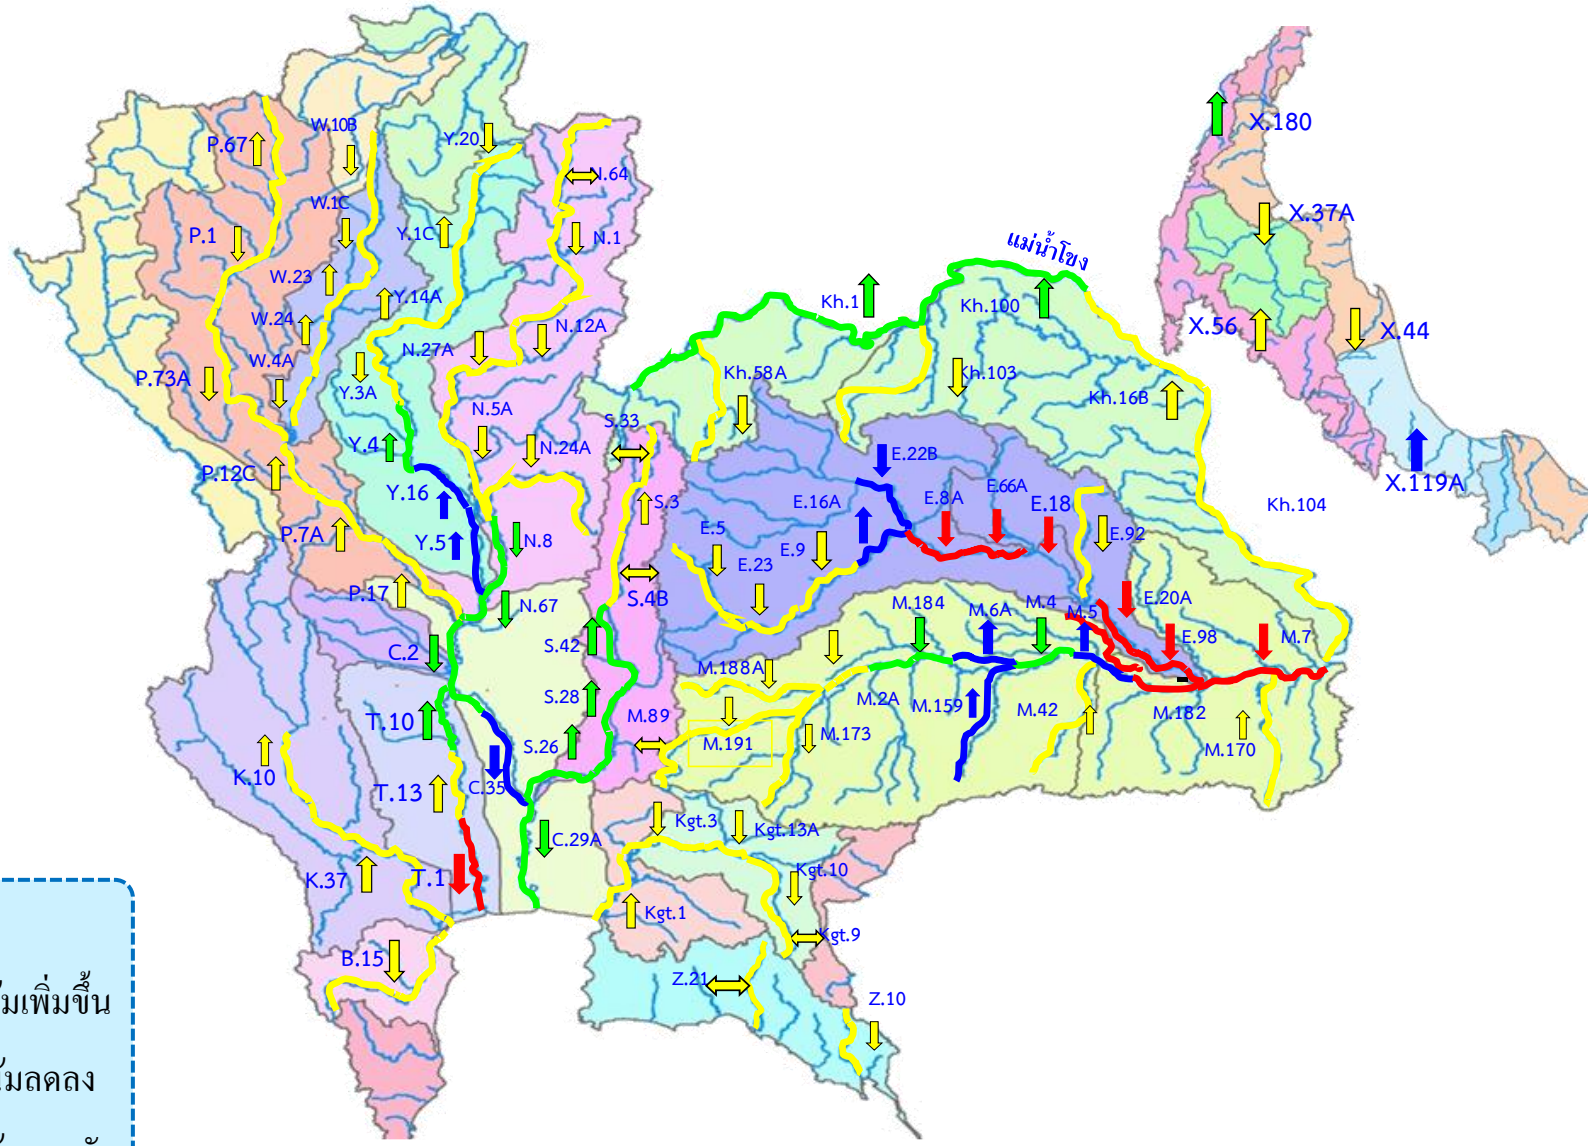 X.180
P.67
W.10B
Y.20
N.64
W.1C
X.37A
P.1
Y.1C
N.1
แม่น้ำโขง
W.23
Y.14A
Kh.1
Kh.100
W.24
N.12A
X.56
X.44
W.4A
N.27A
P.73A
Y.3A
Kh.58A
Kh.103
Kh.16B
N.5A
S.33
Y.4
N.24A
E.22B
P.12C
Y.16
S.3
E.16A
E.8A
E.66A
E.18
X.119A
Kh.104
P.7A
Y.5
N.8
E.5
E.9
E.92
E.23
P.17
N.67
S.4B
M.184
M.6A
M.4
M.5
E.20A
C.2
S.42
E.98
M.7
M.188A
S.28
M.2A
M.159
M.42
M.182
T.10
M.89
M.191
M.173
M.170
S.26
K.10
T.13
C.35
Kgt.3
Kgt.13A
C.29A
Kgt.10
K.37
T.1
Kgt.1
Kgt.9
B.15
Z.21
Z.10
มเพิ่มขึ้น
มลดลง